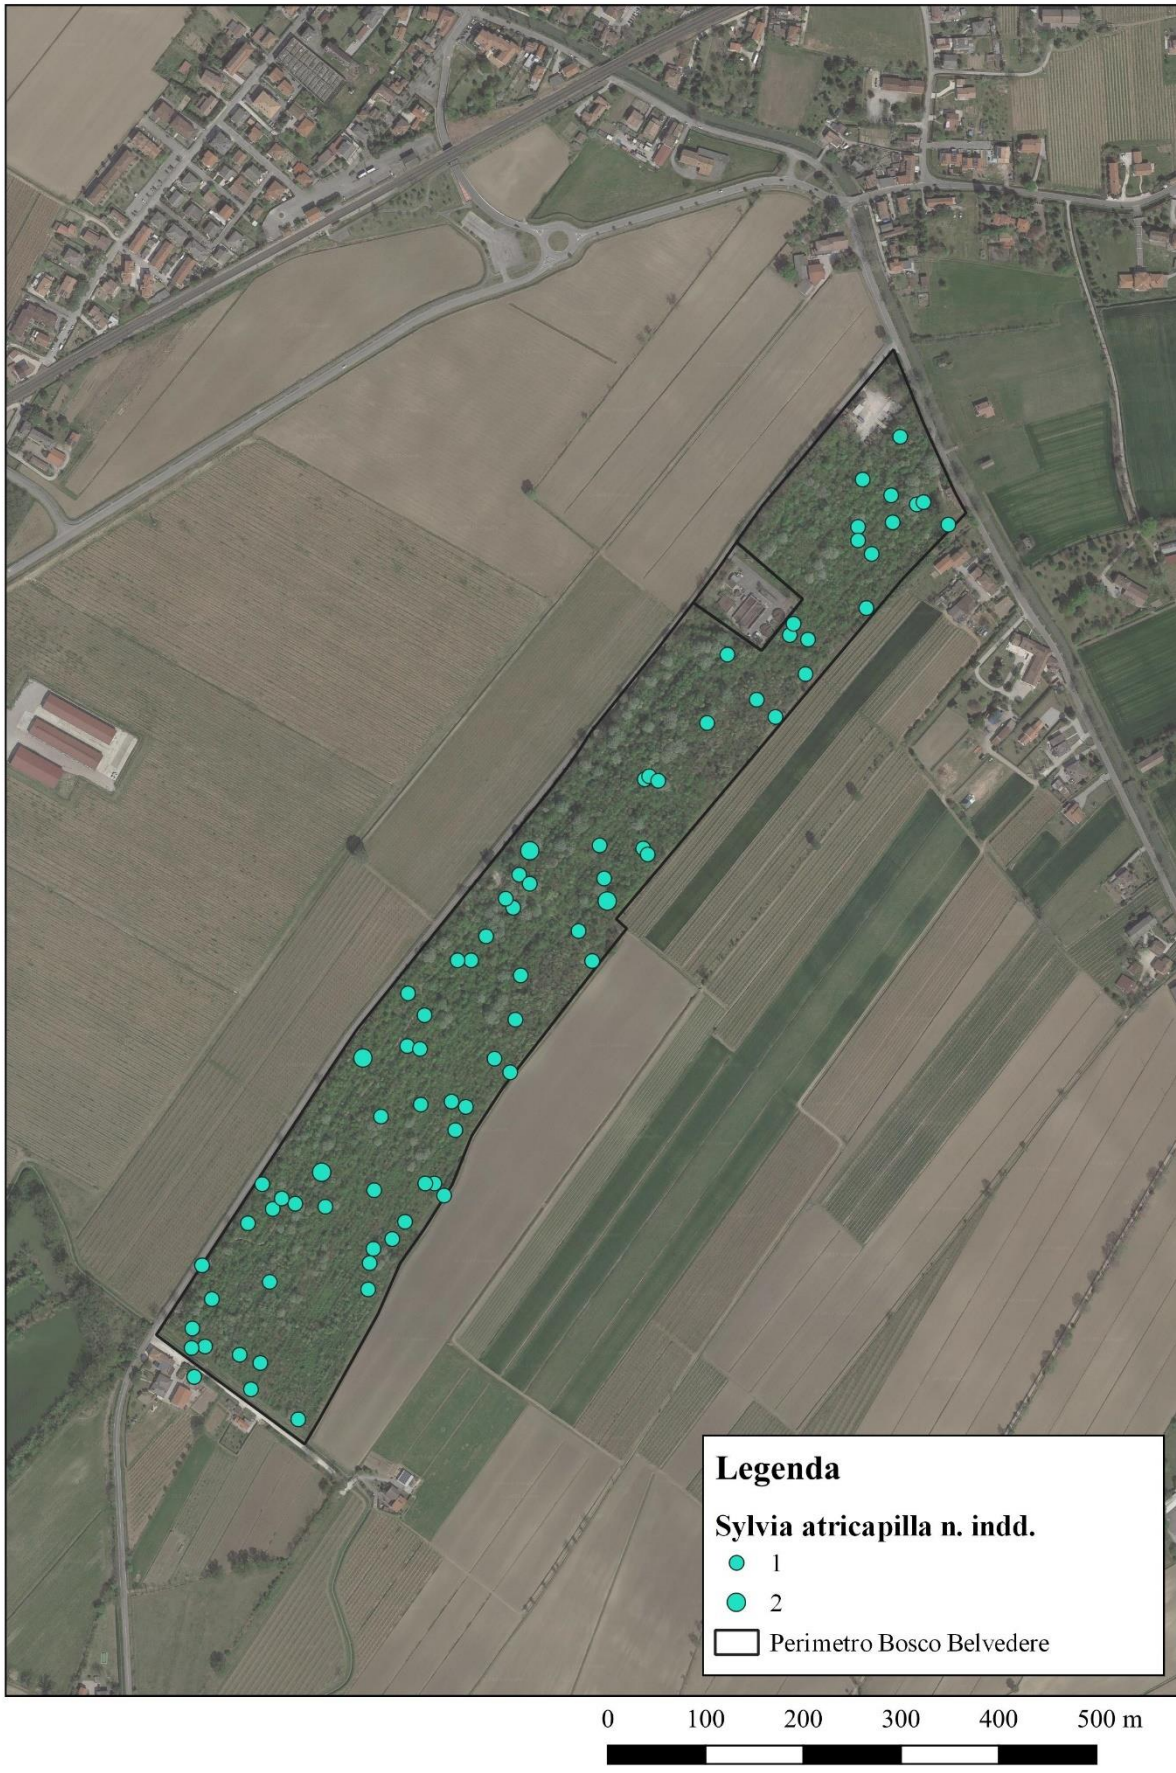 Legenda
Sylvia atricapilla n. indd.
1
2
Perimetro Bosco Belvedere
0 100 200 300 400 500 m